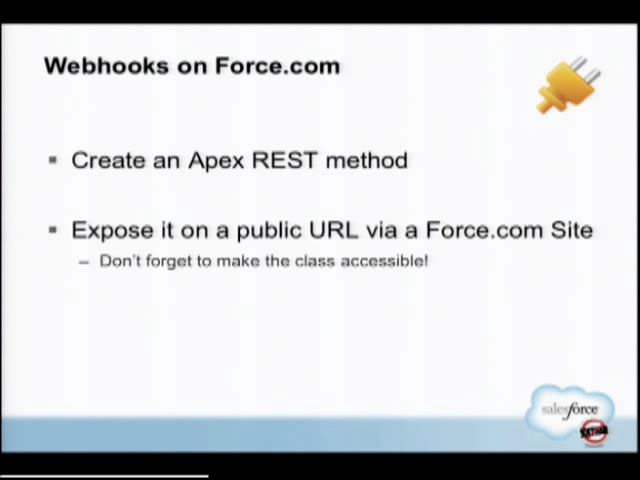 Webhooks on Force.com
▪ Create an Apex REST method
▪ Expose it on a public URL via a Force.com Site
– Don't forget to make the class accessible!
salesforce